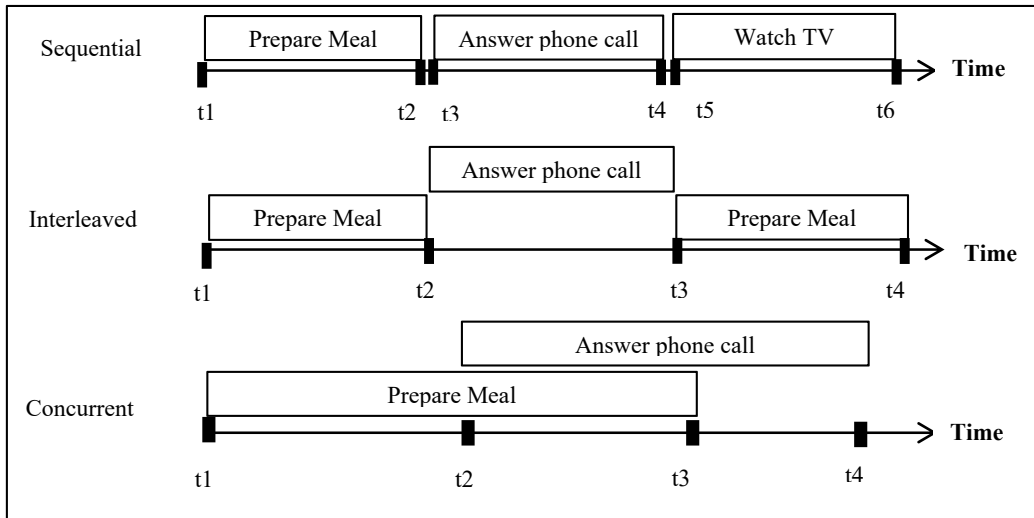 Sequential
Prepare Meal
Answer phone call
Watch TV
Time
t1
t2
t3
t4
t5
t6
Interleaved
Answer phone call
Prepare Meal
Prepare Meal
Time
t1
t2
t3
t4
Concurrent
Answer phone call
Prepare Meal
Time
t1
t2
t3
t4